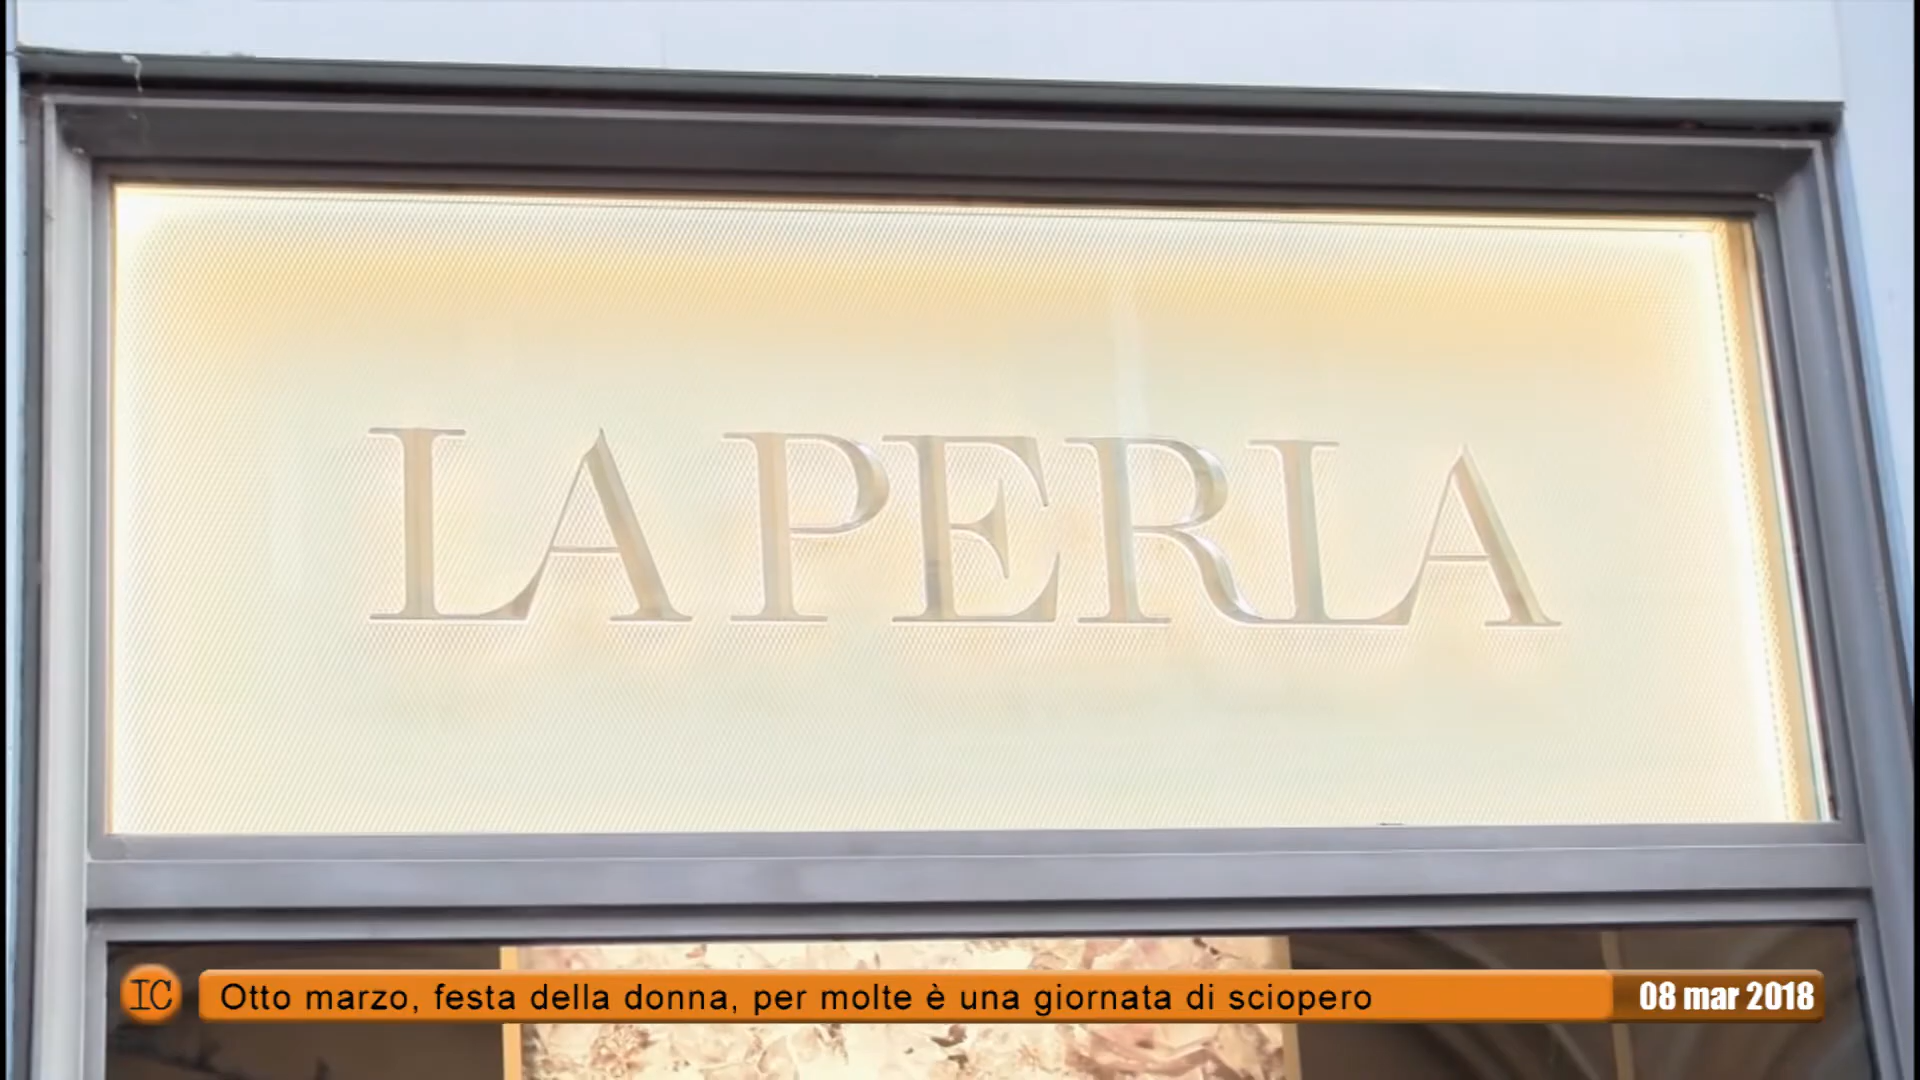 LA PERLA
IC Otto marzo, festa della donna, per molte è una giornata di sciopero 08 mar 2018